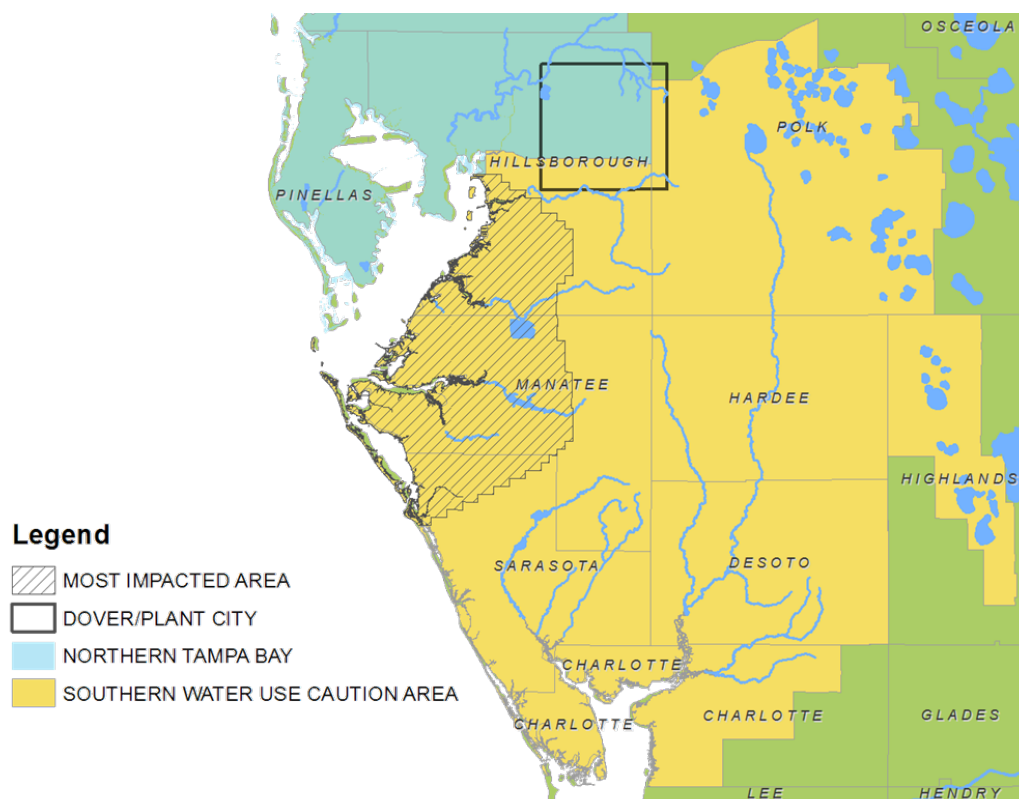 OSCEOLA
POLK
HILLSBOROUGH
PINELLAS
MANATEE
HARDEE
HIGHLANDS
Legend
MOST IMPACTED AREA
DOVER/PLANT CITY
NORTHERN TAMPA BAY
SOUTHERN WATER USE CAUTION AREA
SARASOTA
DESOTO
CHARLOTTE
CHARLOTTE
CHARLOTTE
GLADES
LEE
HENDRY